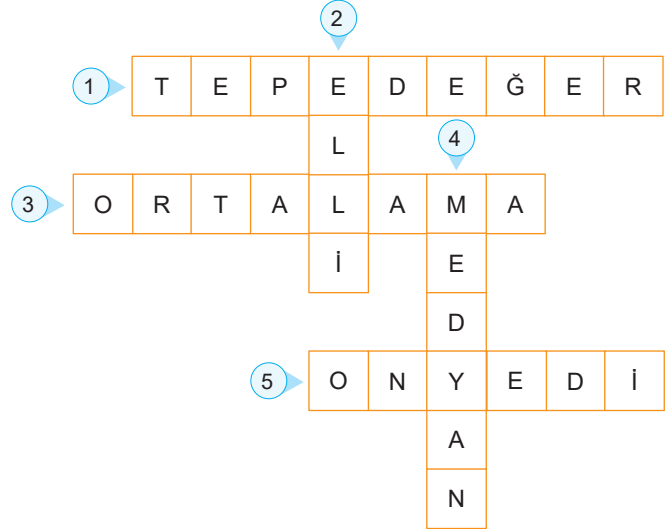 2
1 T E P E D E Ğ E R
L 4
3 O R T A L A M A
İ E
D
5 O N Y E D İ
A
N